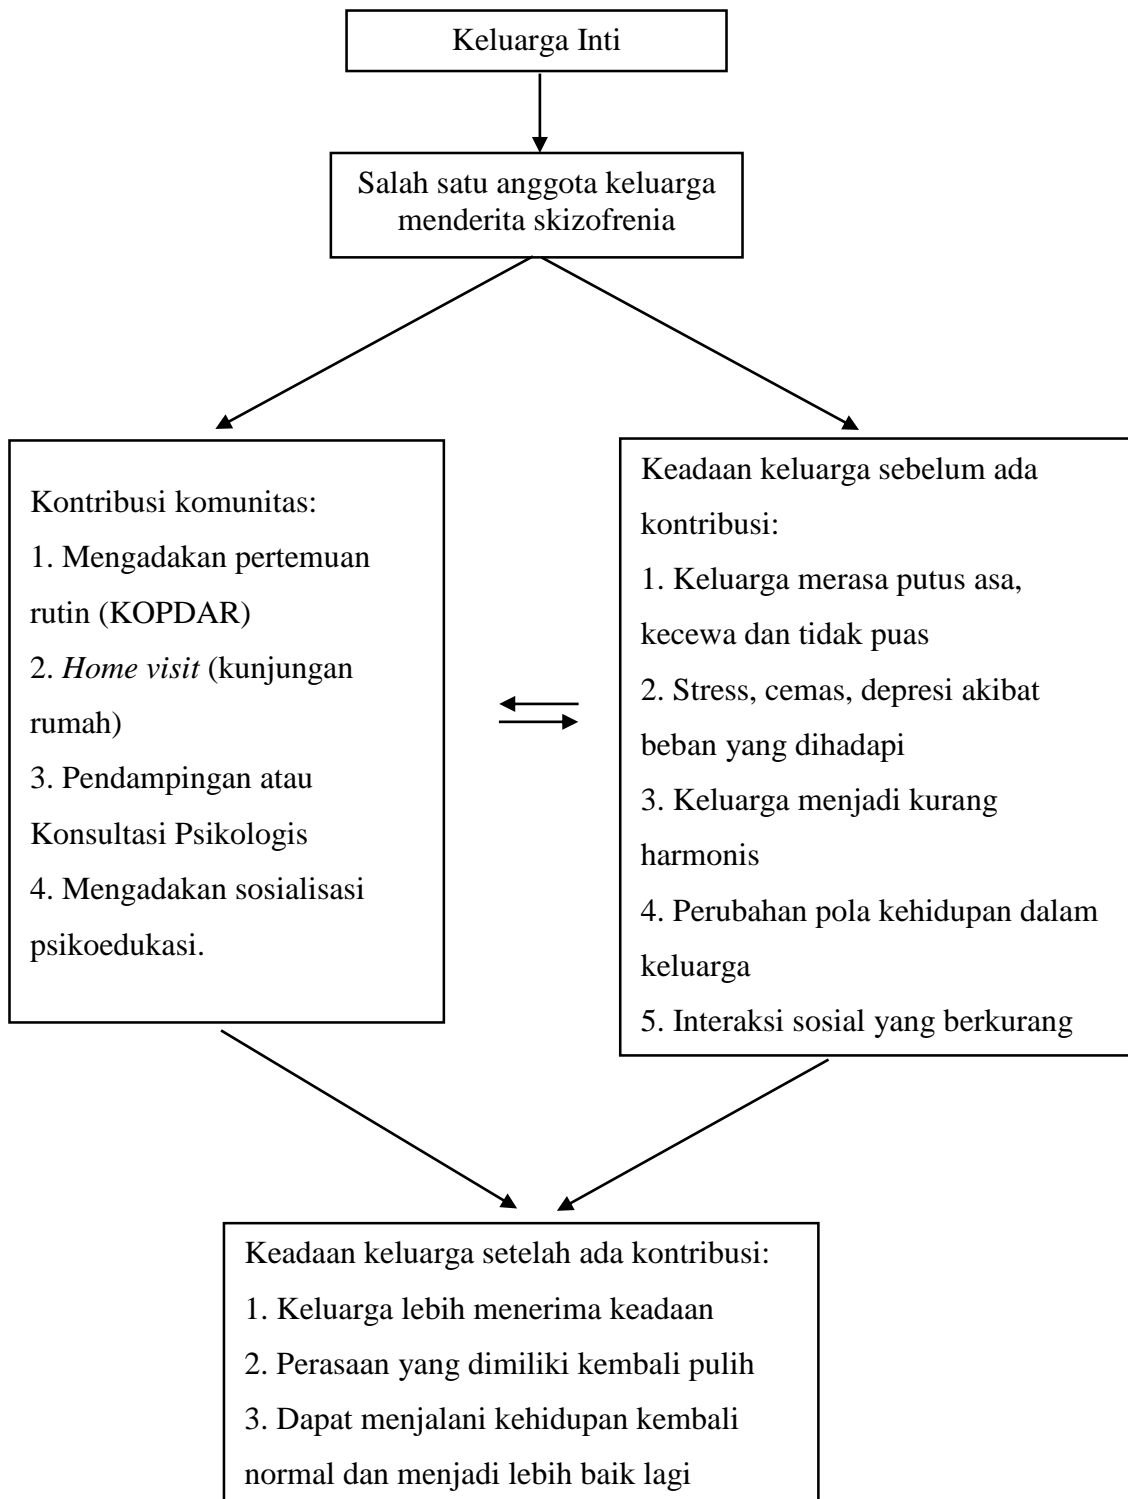 Keluarga Inti
Salah satu anggota keluarga
menderita skizofrenia
Kontribusi komunitas:
1. Mengadakan pertemuan
rutin (KOPDAR)
2. Home visit (kunjungan
rumah)
3. Pendampingan atau
Konsultasi Psikologis
4. Mengadakan sosialisasi
psikoedukasi.
Keadaan keluarga sebelum ada
kontribusi:
1. Keluarga merasa putus asa,
kecewa dan tidak puas
2. Stress, cemas, depresi akibat
beban yang dihadapi
3. Keluarga menjadi kurang
harmonis
4. Perubahan pola kehidupan dalam
keluarga
5. Interaksi sosial yang berkurang
Keadaan keluarga setelah ada kontribusi:
1. Keluarga lebih menerima keadaan
2. Perasaan yang dimiliki kembali pulih
3. Dapat menjalani kehidupan kembali
normal dan menjadi lebih baik lagi